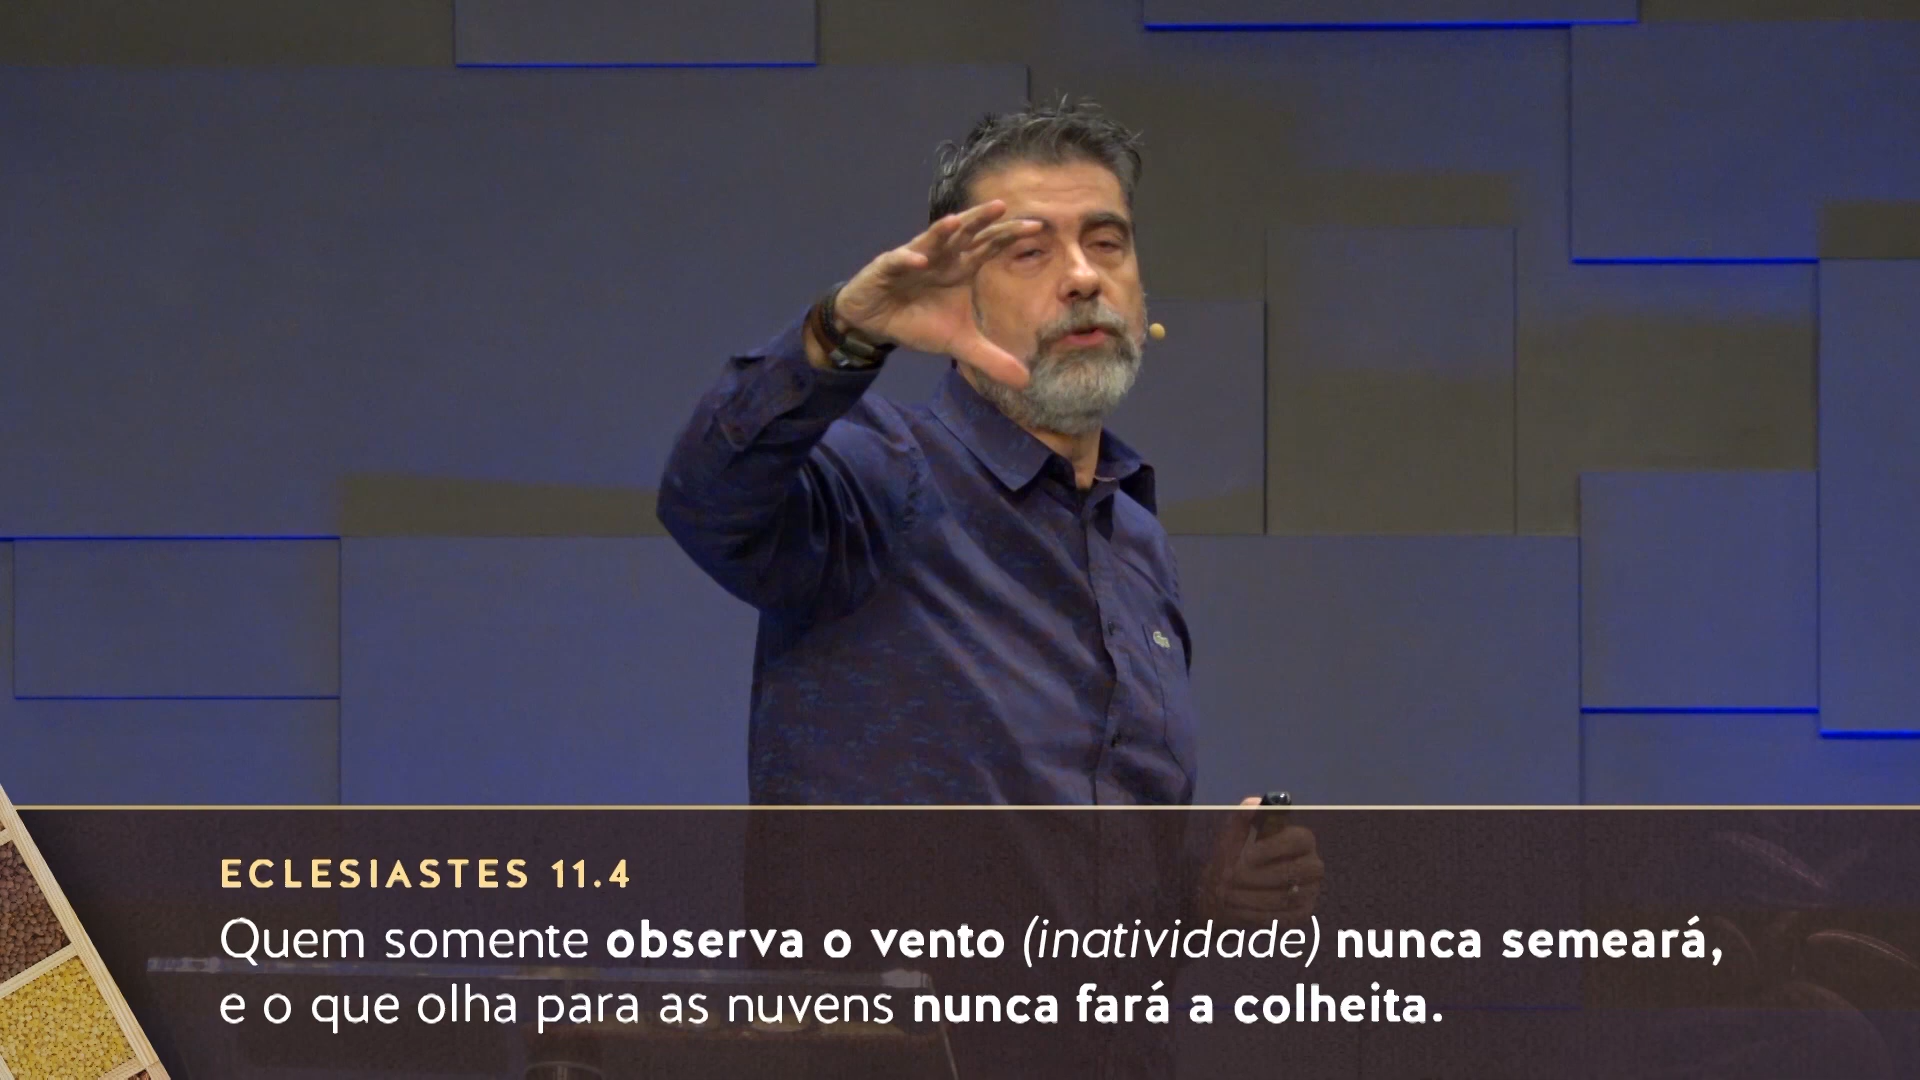 ECLESIASTES 11.4
Quem somente observa o vento (inatividade) nunca semeará,
e o que olha para as nuvens nunca fará a colheita.